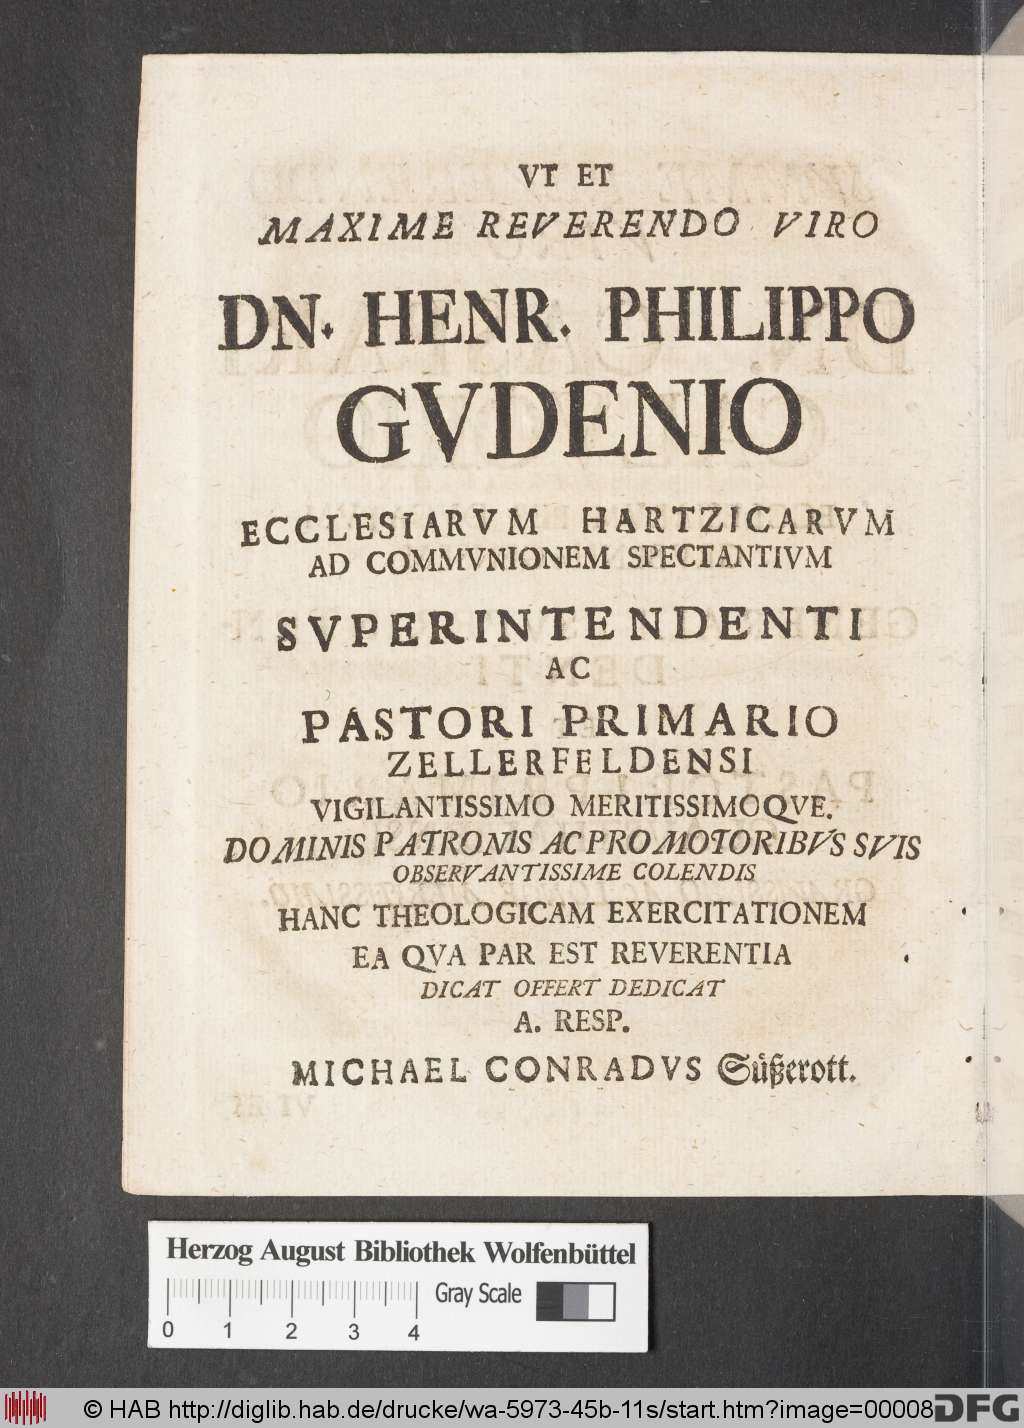 VT ET
MAXIME REVERENDO VIRO
DN. HENR. PHILIPPO
GVDENIO
ECCLESIARVM HARTZICARVM
AD COMMVNIONEM SPECTANTIVM
SVPERINTENDENTI
AC
PASTORI PRIMARIO
ZELLERFELDENSI
VIGILANTISSIMO MERITISSIMOQVE.
DOMINIS PATRONIS AC PROMOTORIBVS SVIS
OBSERVANTISSIME COLENDIS
HANC THEOLOGICAM EXERCITATIONEM
EA QVA PAR EST REVERENTIA
DICAT OFFERT DEDICAT
A. RESP.
MICHAEL CONRADVS Süßerott.
Herzog August Bibliothek Wolfenbüttel
Gray Scale
0 1 2 3 4
© HAB http://diglib.hab.de/drucke/wa-5973-45b-11s/start.htm?image=00008
DFG